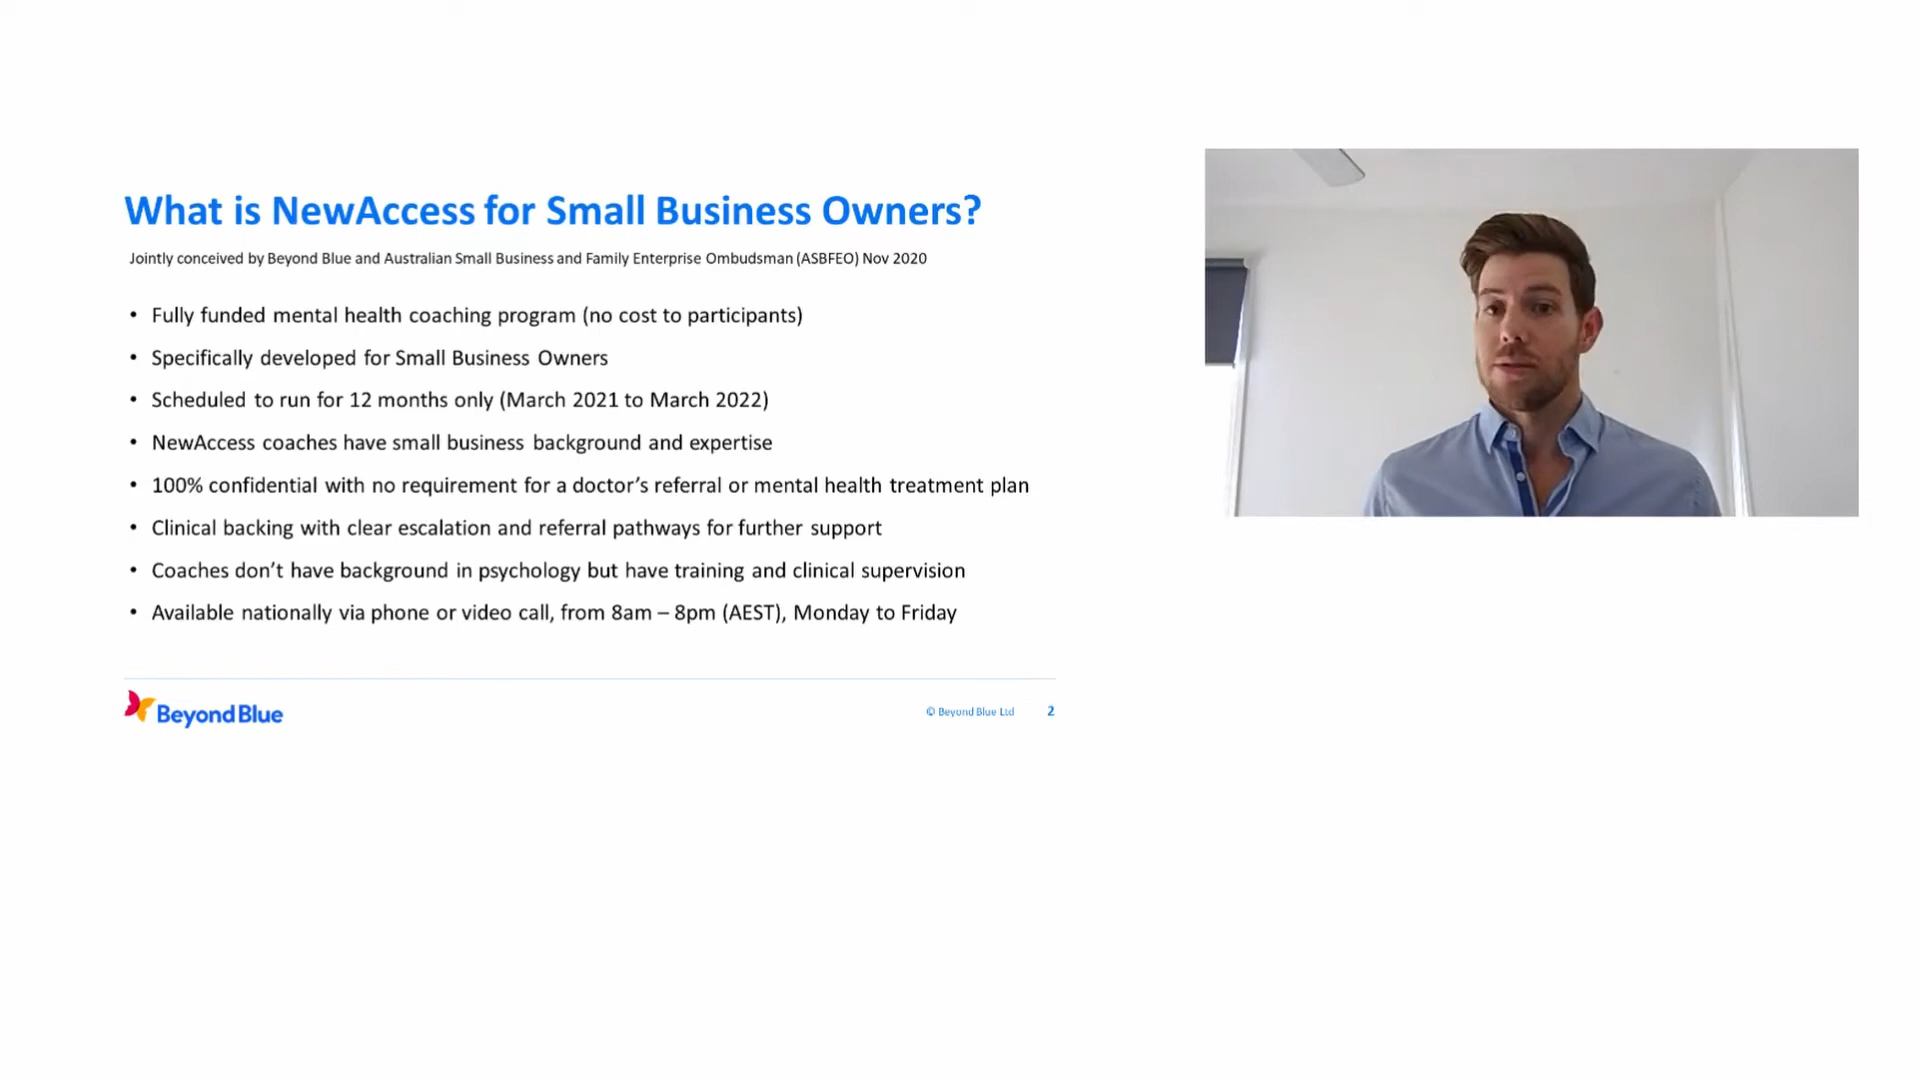 What is NewAccess for Small Business Owners?
Jointly conceived by Beyond Blue and Australian Small Business and Family Enterprise Ombudsman (ASBFEO) Nov 2020
• Fully funded mental health coaching program (no cost to participants)
• Specifically developed for Small Business Owners
• Scheduled to run for 12 months only (March 2021 to March 2022)
• NewAccess coaches have small business background and expertise
• 100% confidential with no requirement for a doctor’s referral or mental health treatment plan
• Clinical backing with clear escalation and referral pathways for further support
• Coaches don’t have background in psychology but have training and clinical supervision
• Available nationally via phone or video call, from 8am – 8pm (AEST), Monday to Friday
Beyond Blue
© Beyond Blue Ltd 2